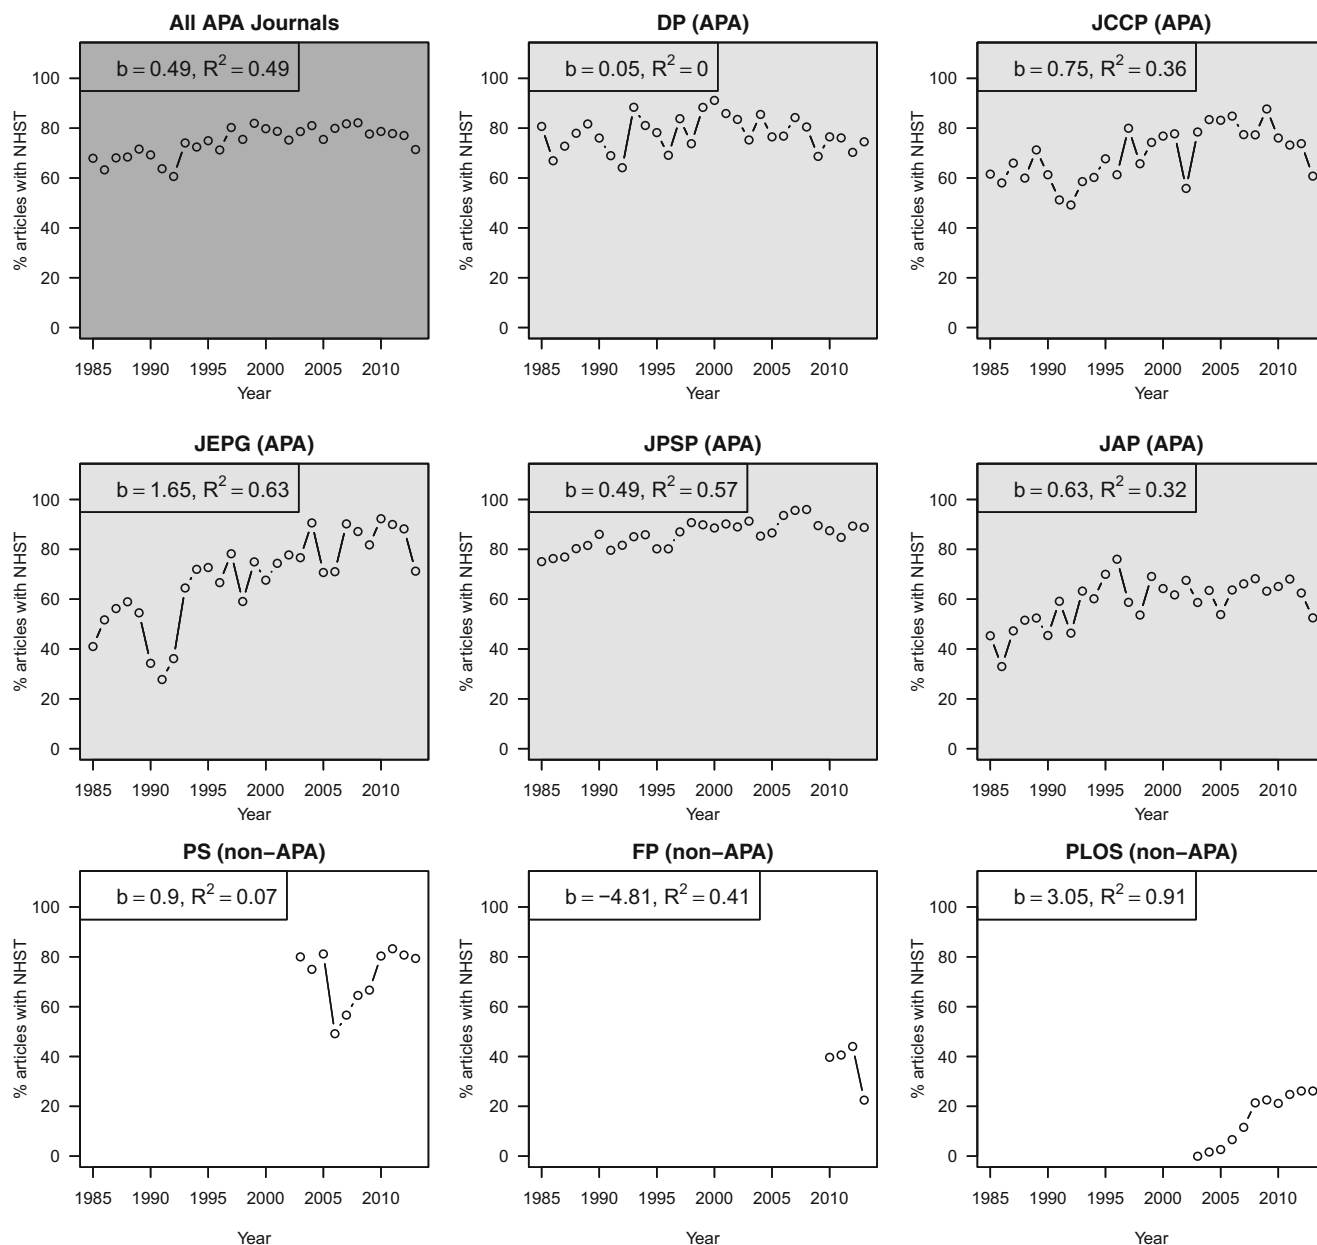 All APA Journals
b = 0.49, R² = 0.49
% articles with NHST
100
80
60
40
20
0
1985 1990 1995 2000 2005 2010
Year
DP (APA)
b = 0.05, R² = 0
% articles with NHST
100
80
60
40
20
0
1985 1990 1995 2000 2005 2010
Year
JCCP (APA)
b = 0.75, R² = 0.36
% articles with NHST
100
80
60
40
20
0
1985 1990 1995 2000 2005 2010
Year
JEPG (APA)
b = 1.65, R² = 0.63
% articles with NHST
100
80
60
40
20
0
1985 1990 1995 2000 2005 2010
Year
JPSP (APA)
b = 0.49, R² = 0.57
% articles with NHST
100
80
60
40
20
0
1985 1990 1995 2000 2005 2010
Year
JAP (APA)
b = 0.63, R² = 0.32
% articles with NHST
100
80
60
40
20
0
1985 1990 1995 2000 2005 2010
Year
PS (non−APA)
b = 0.9, R² = 0.07
% articles with NHST
100
80
60
40
20
0
1985 1990 1995 2000 2005 2010
Year
FP (non−APA)
b = −4.81, R² = 0.41
% articles with NHST
100
80
60
40
20
0
1985 1990 1995 2000 2005 2010
Year
PLOS (non−APA)
b = 3.05, R² = 0.91
% articles with NHST
100
80
60
40
20
0
1985 1990 1995 2000 2005 2010
Year